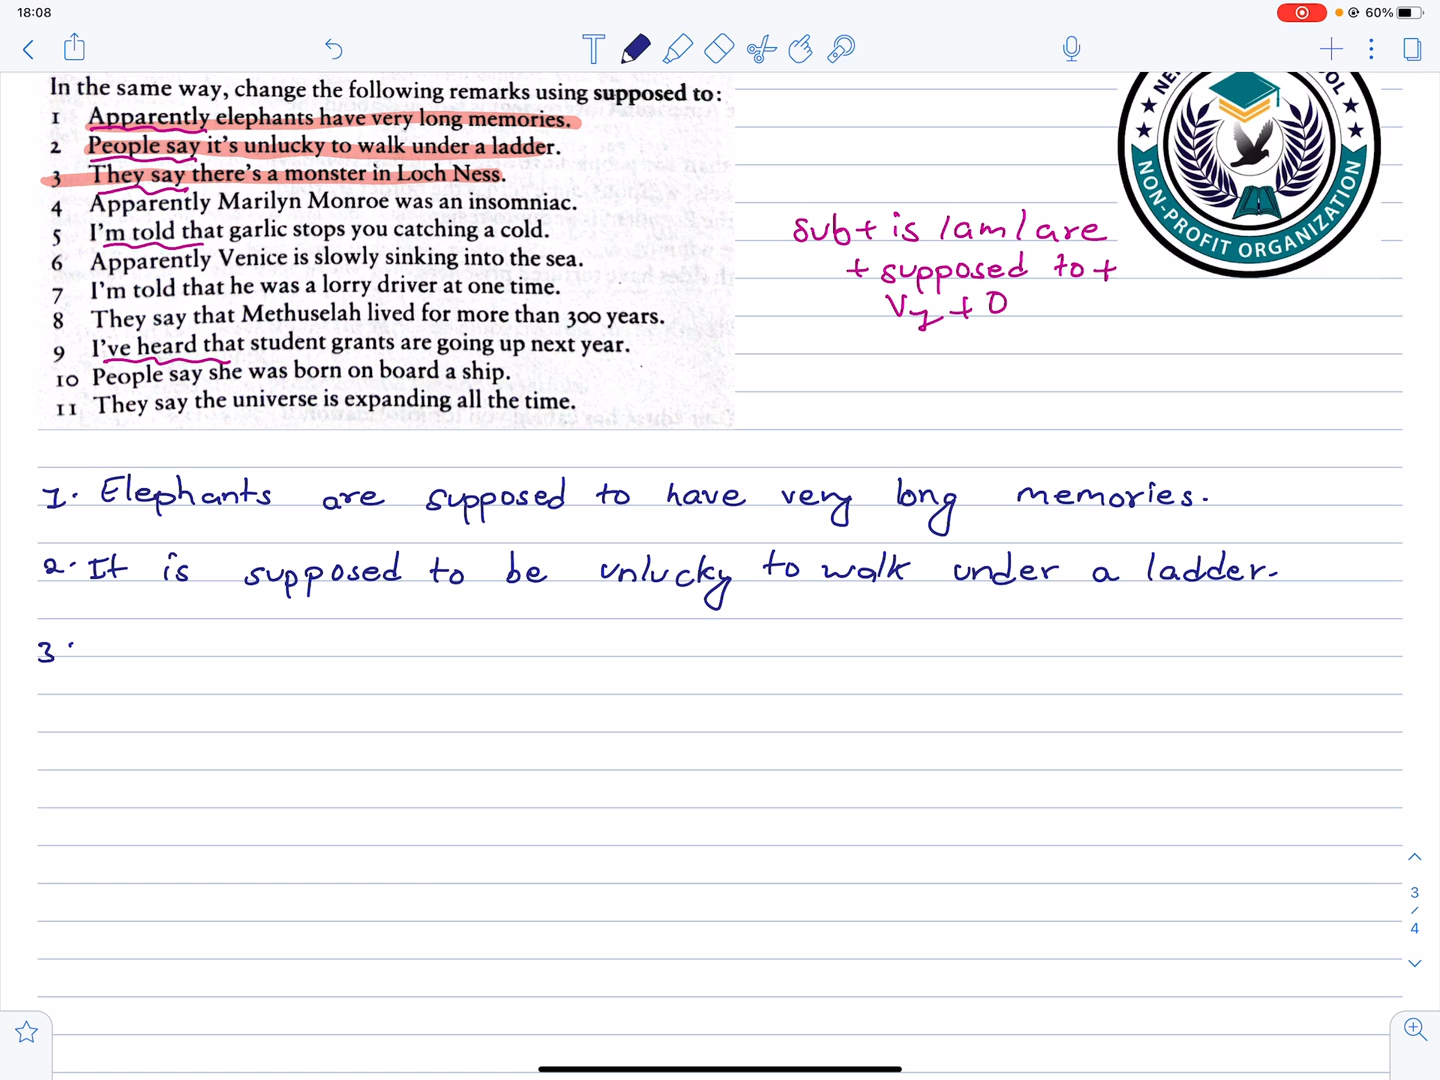 18:08
60%
In the same way, change the following remarks using supposed to:
1 Apparently elephants have very long memories.
2 People say it's unlucky to walk under a ladder.
3 They say there's a monster in Loch Ness.
4 Apparently Marilyn Monroe was an insomniac.
5 I'm told that garlic stops you catching a cold.
6 Apparently Venice is slowly sinking into the sea.
7 I'm told that he was a lorry driver at one time.
8 They say that Methuselah lived for more than 300 years.
9 I've heard that student grants are going up next year.
10 People say she was born on board a ship.
11 They say the universe is expanding all the time.
NON-PROFIT ORGANIZATION
Sub + is /am/ are
+ supposed to +
V1 + O
1. Elephants are supposed to have very long memories.
2. It is supposed to be unlucky to walk under a ladder.
3.
3
/
4